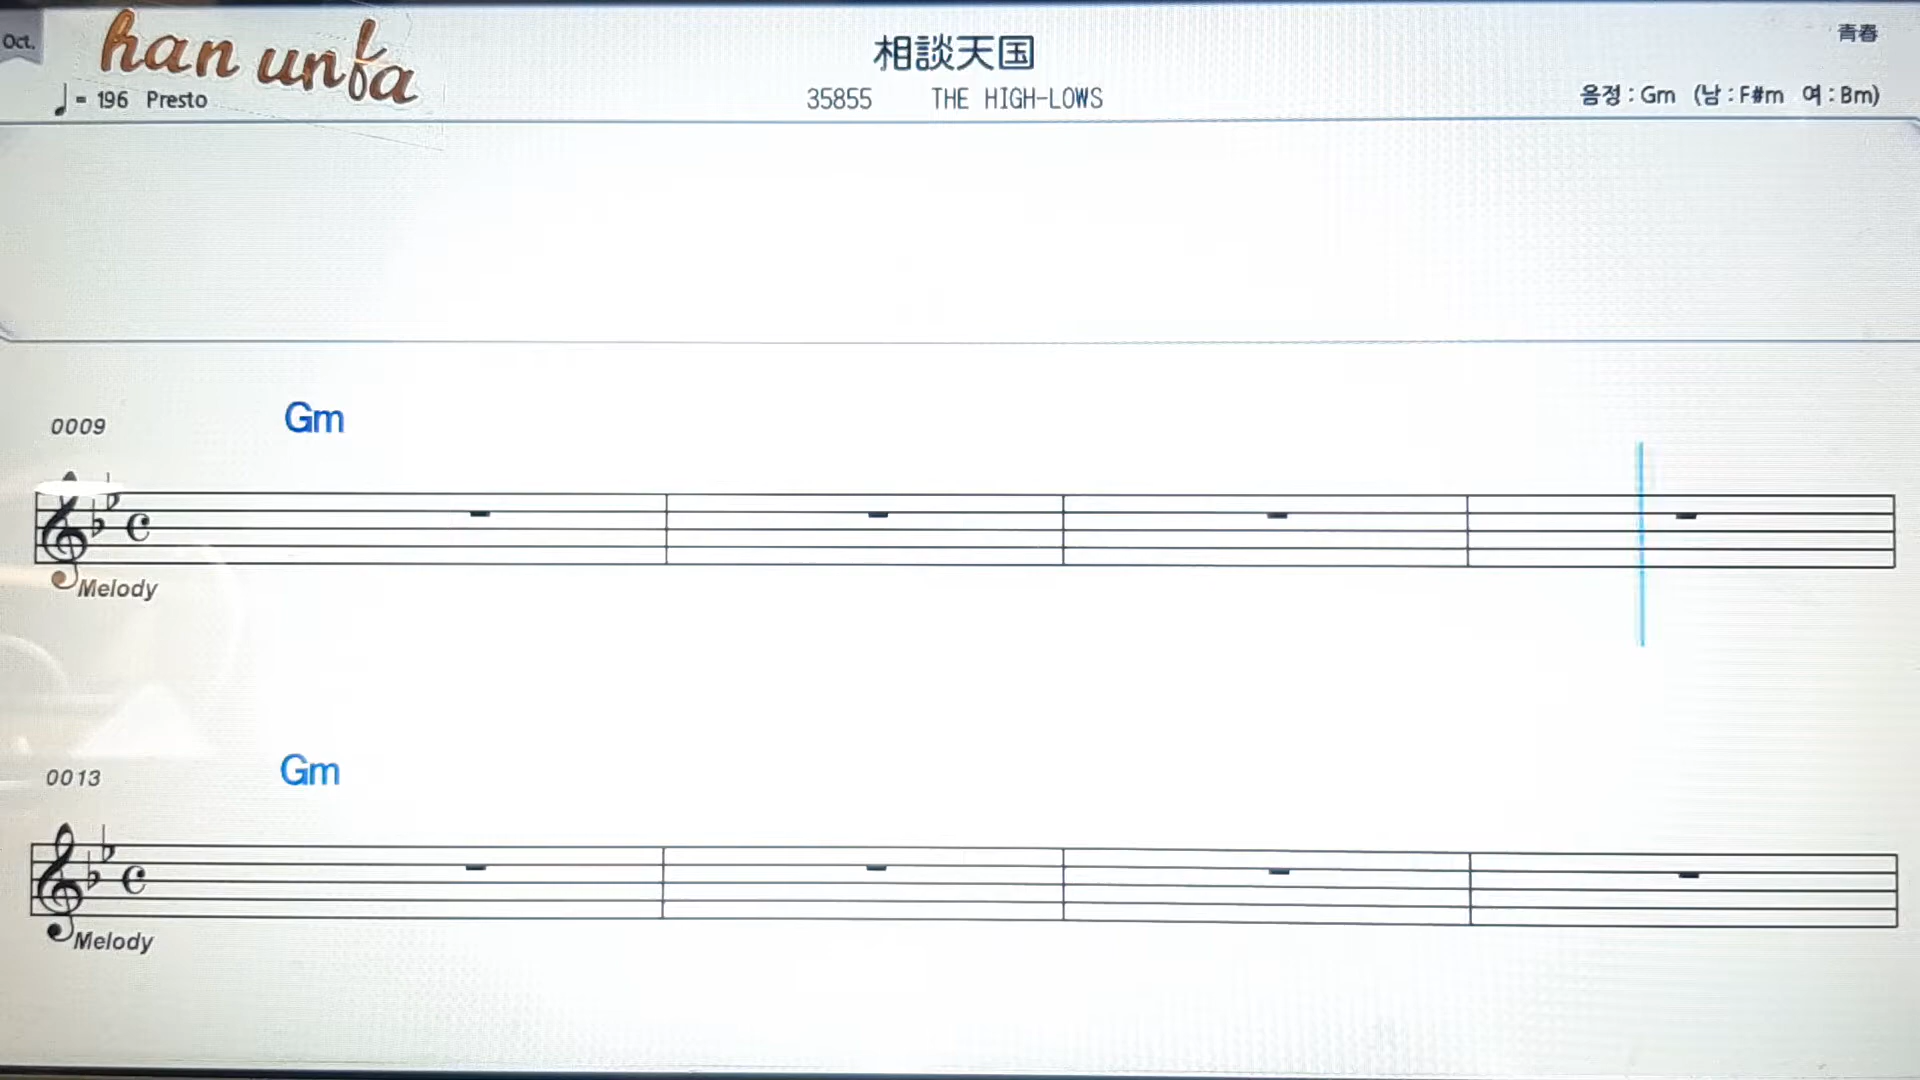 Oct.
han unfa
相談天国
青春
♩= 196 Presto
35855 THE HIGH-LOWS
음정 : Gm (남 : F#m 여 : Bm)
0009 Gm
Melody
0013 Gm
Melody